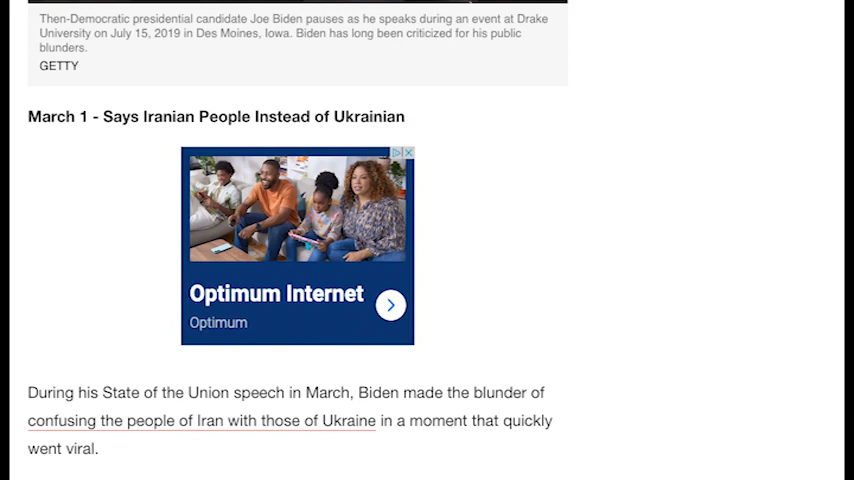 Then-Democratic presidential candidate Joe Biden pauses as he speaks during an event at Drake
University on July 15, 2019 in Des Moines, Iowa. Biden has long been criticized for his public
blunders.
GETTY
March 1 - Says Iranian People Instead of Ukrainian
Optimum Internet
Optimum
During his State of the Union speech in March, Biden made the blunder of
confusing the people of Iran with those of Ukraine in a moment that quickly
went viral.